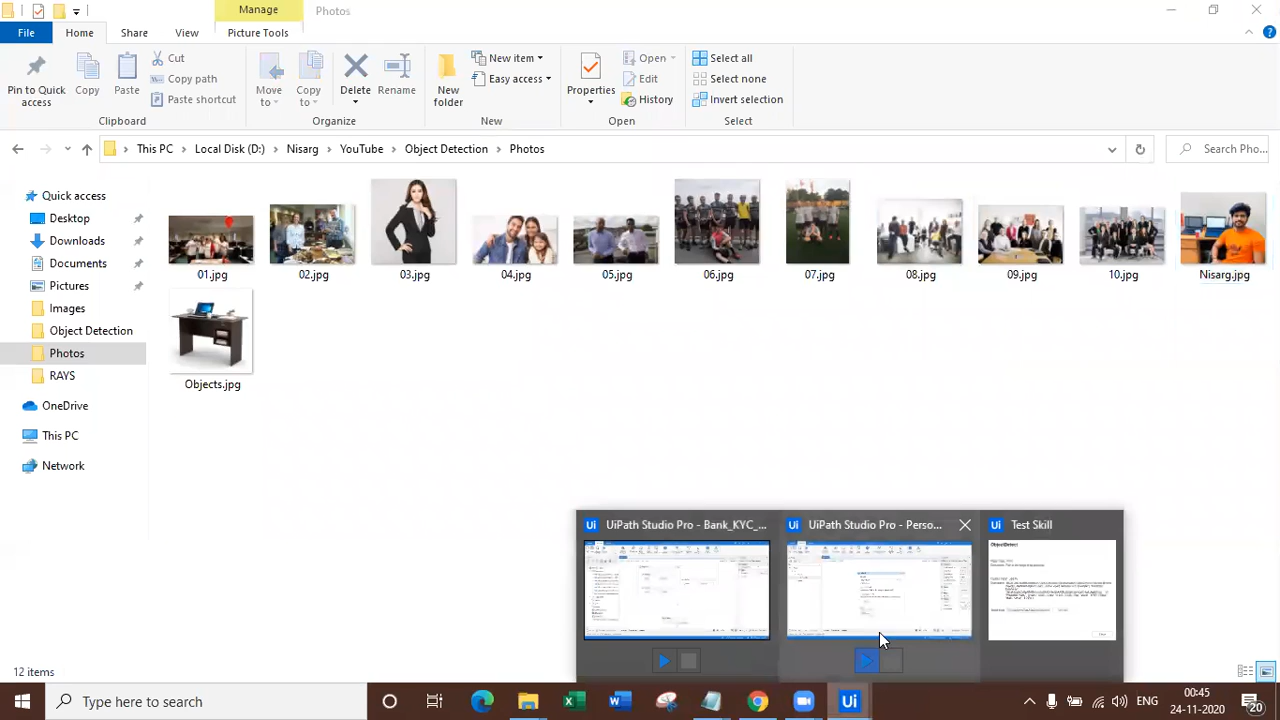 Manage
Photos
File
Home
Share
View
Picture Tools
Pin to Quick access
Copy
Paste
Cut
Copy path
Paste shortcut
Clipboard
Move to
Copy to
Delete
Rename
Organize
New folder
New item
Easy access
New
Properties
Open
Edit
History
Open
Select all
Select none
Invert selection
Select
This PC
Local Disk (D:)
Nisarg
YouTube
Object Detection
Photos
Search Pho...
Quick access
Desktop
Downloads
Documents
Pictures
Images
Object Detection
Photos
RAYS
OneDrive
This PC
Network
01.jpg
02.jpg
03.jpg
04.jpg
05.jpg
06.jpg
07.jpg
08.jpg
09.jpg
10.jpg
Nisarg.jpg
Objects.jpg
Ui UiPath Studio Pro - Bank_KYC_...
Ui UiPath Studio Pro - Perso...
Ui Test Skill
ObjectDetect
12 items
Type here to search
Ui
ENG
00:45
24-11-2020
20